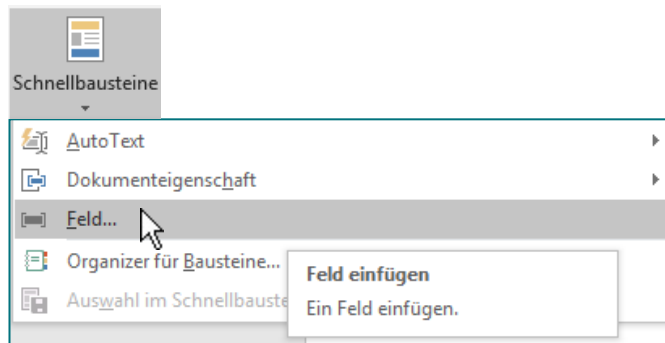 Schnellbausteine
AutoText
Dokumenteigenschaft
Feld...
Organizer für Bausteine...
Auswahl im Schnellbauste
Feld einfügen
Ein Feld einfügen.